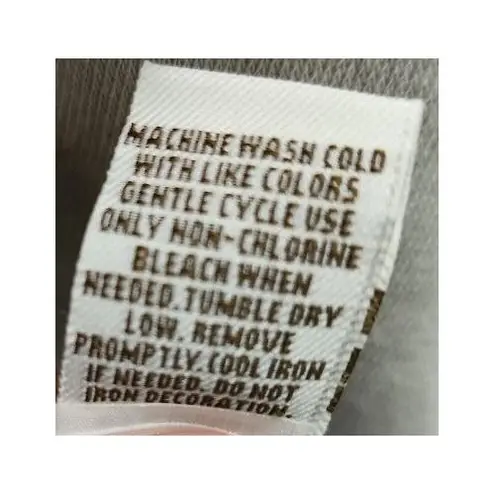 MACHINE WASH COLD
WITH LIKE COLORS
GENTLE CYCLE USE
ONLY NON-CHLORINE
BLEACH WHEN
NEEDED. TUMBLE DRY
LOW. REMOVE
PROMPTLY. COOL IRON
IF NEEDED. DO NOT
IRON DECORATION.